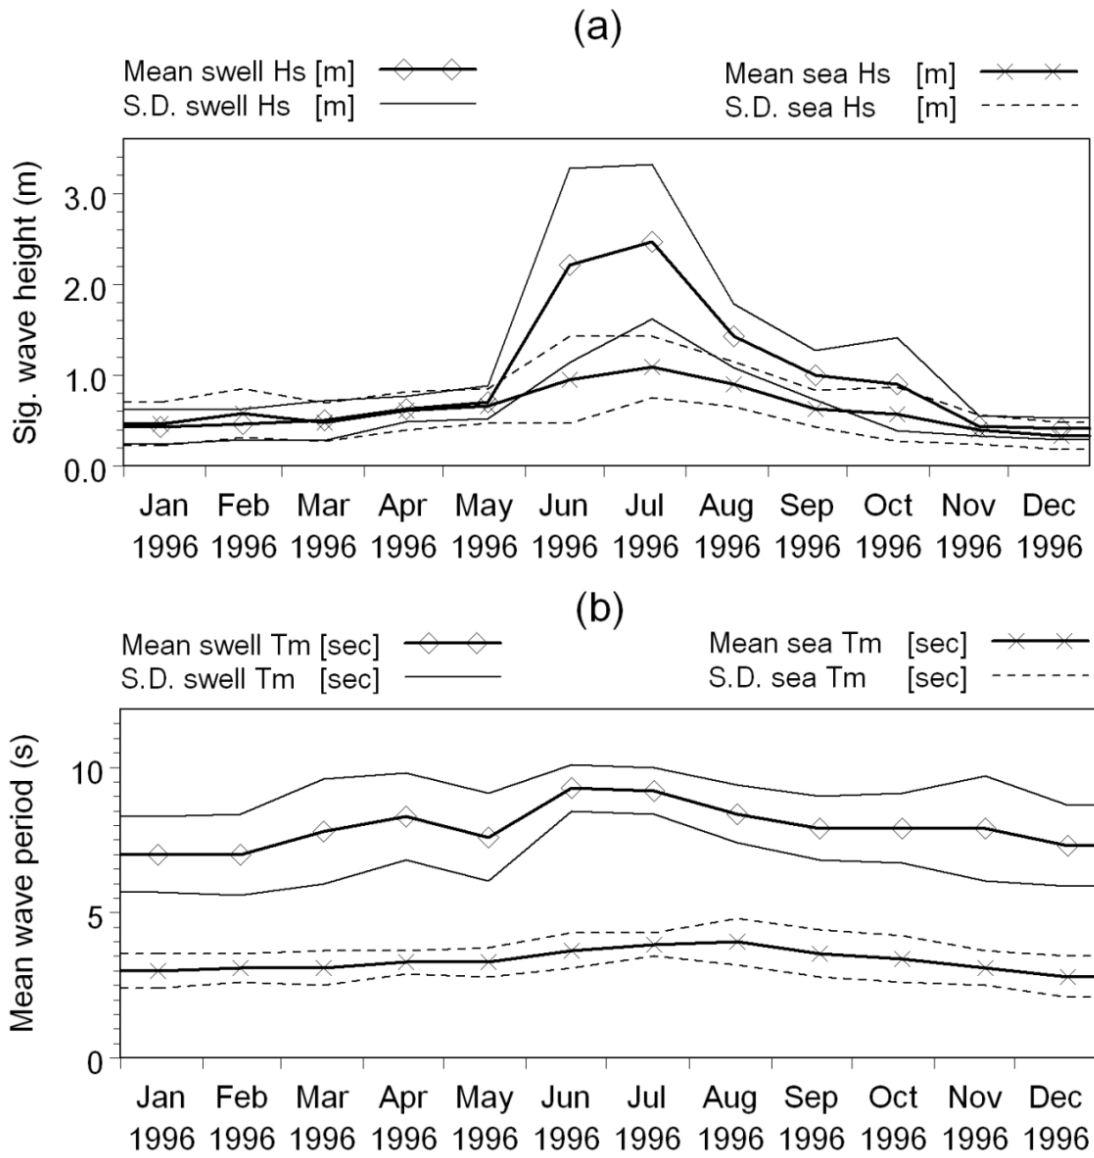 (a)
Mean swell Hs [m]
S.D. swell Hs [m]
Mean sea Hs [m]
S.D. sea Hs [m]
Sig. wave height (m)
3.0
2.0
1.0
0.0
Jan Feb Mar Apr May Jun Jul Aug Sep Oct Nov Dec
1996 1996 1996 1996 1996 1996 1996 1996 1996 1996 1996 1996
(b)
Mean swell Tm [sec]
S.D. swell Tm [sec]
Mean sea Tm [sec]
S.D. sea Tm [sec]
Mean wave period (s)
10
5
0
Jan Feb Mar Apr May Jun Jul Aug Sep Oct Nov Dec
1996 1996 1996 1996 1996 1996 1996 1996 1996 1996 1996 1996